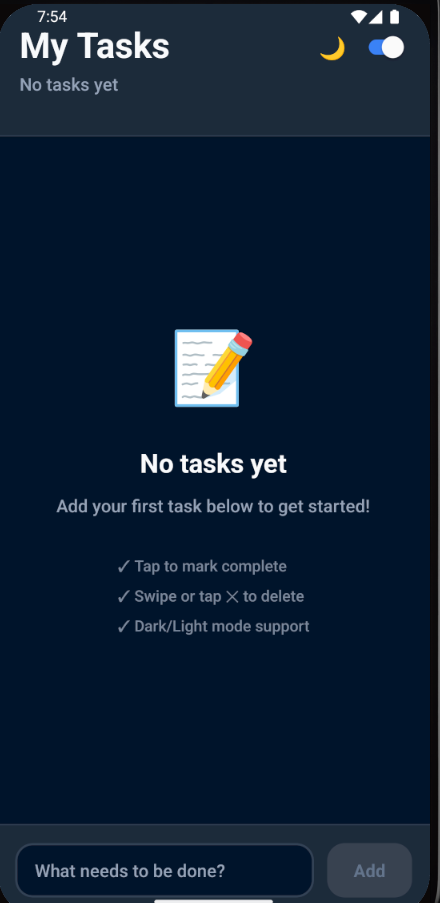 7:54
My Tasks
No tasks yet
No tasks yet
Add your first task below to get started!
✓ Tap to mark complete
✓ Swipe or tap ✕ to delete
✓ Dark/Light mode support
What needs to be done?
Add